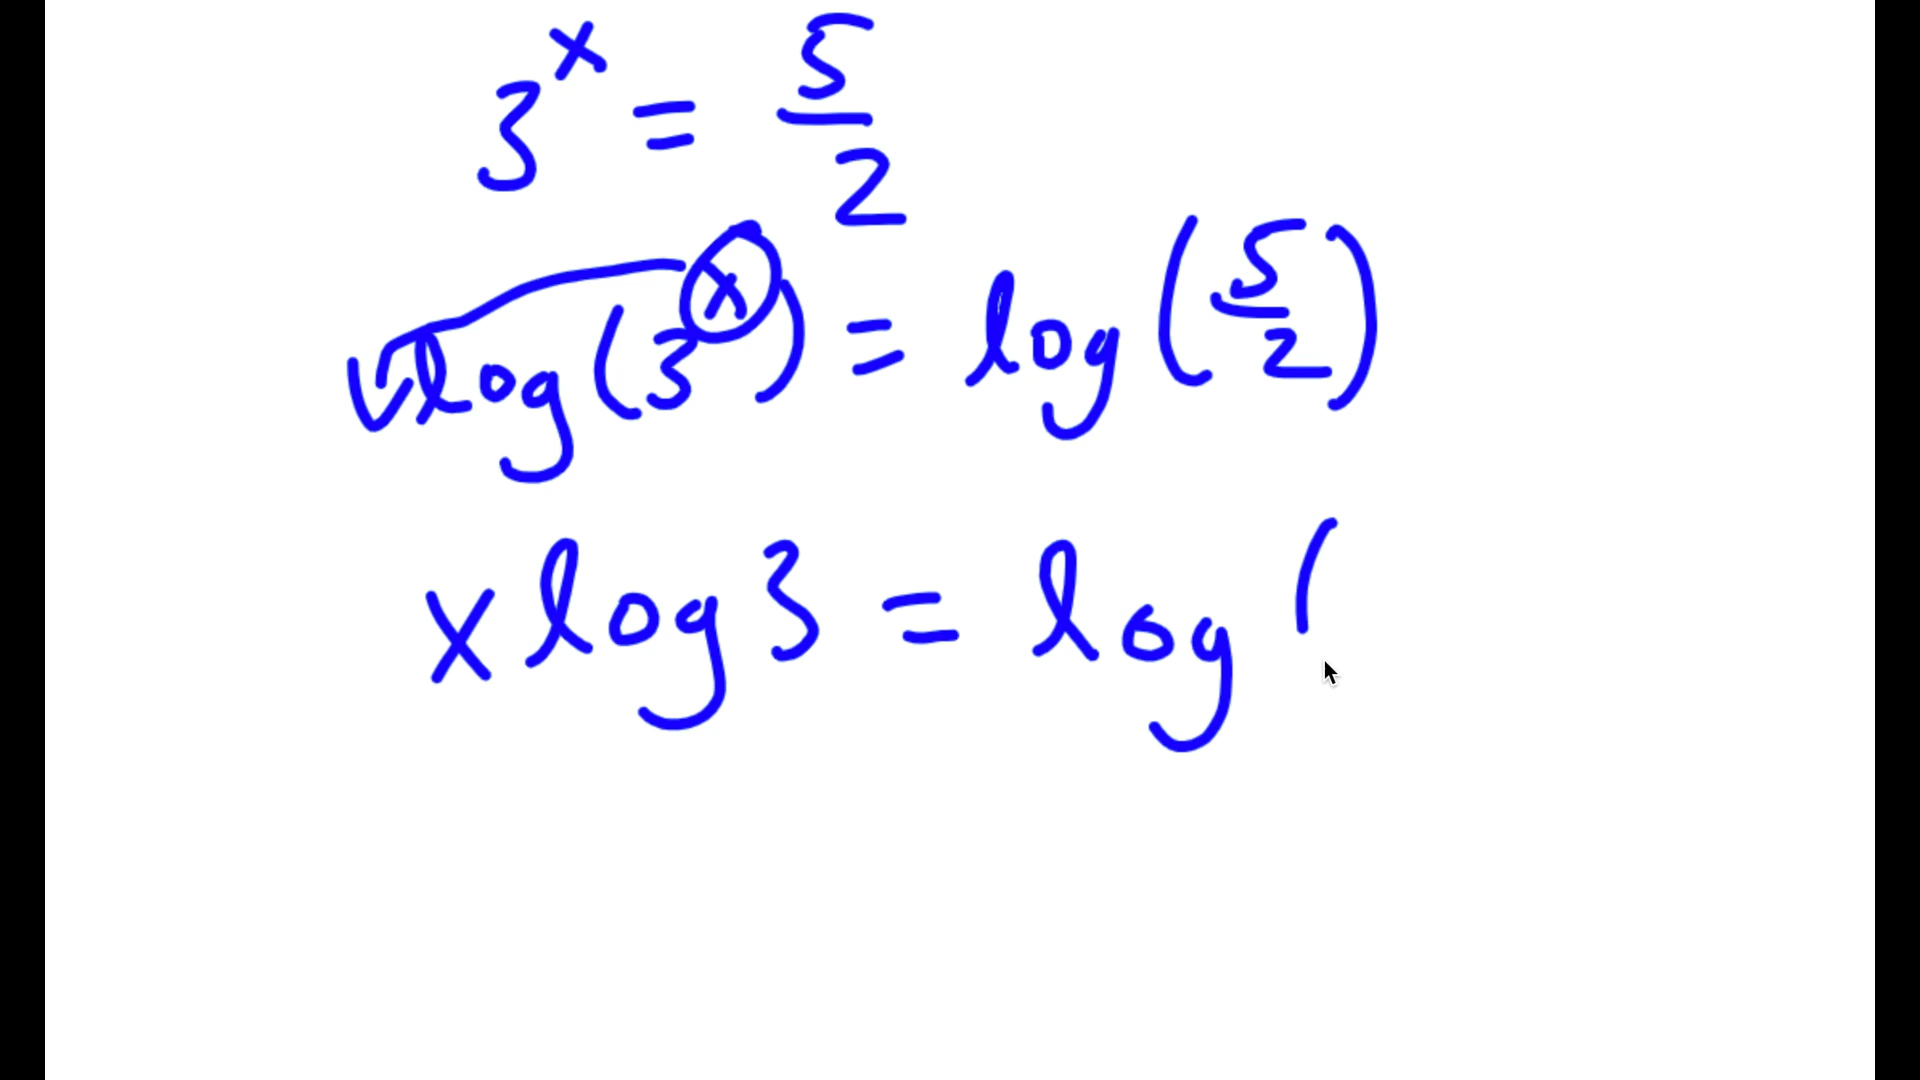 3^x = 5/2
log(3^x) = log(5/2)
x log 3 = log (